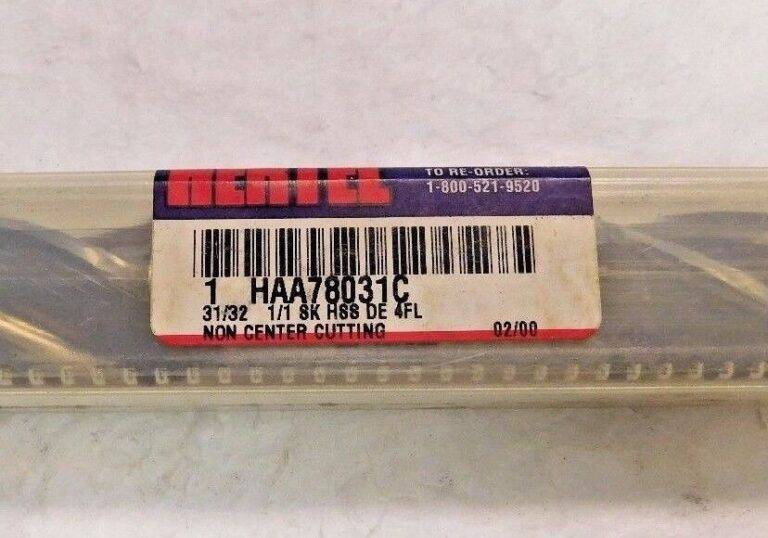 HERTEL
TO RE-ORDER:
1-800-521-9520
1 HAA78031C
31/32 1/1 SK HSS DE 4FL
NON CENTER CUTTING 02/00